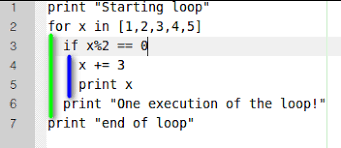 1 print "Starting loop"
2 for x in [1,2,3,4,5]
3 if x%2 == 0
4 x += 3
5 print x
6 print "One execution of the loop!"
7 print "end of loop"